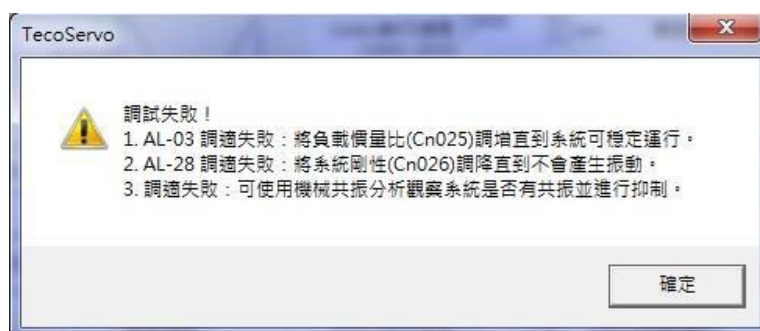 TecoServo
調試失敗！
1. AL-03 調適失敗：將負載慣量比(Cn025)調增直到系統可穩定運行。
2. AL-28 調適失敗：將系統剛性(Cn026)調降直到不會產生振動。
3. 調適失敗：可使用機械共振分析觀察系統是否有共振並進行抑制。
確定